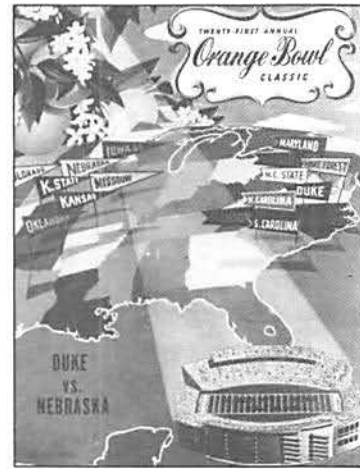 TWENTY-FIRST ANNUAL
Orange Bowl
CLASSIC
IOWA
COLORADO
NEBRASKA
K. STATE
MISSOURI
KANSAS
OKLAHOMA
MARYLAND
WAKE FOREST
N.C. STATE
DUKE
N. CAROLINA
S. CAROLINA
DUKE
VS.
NEBRASKA